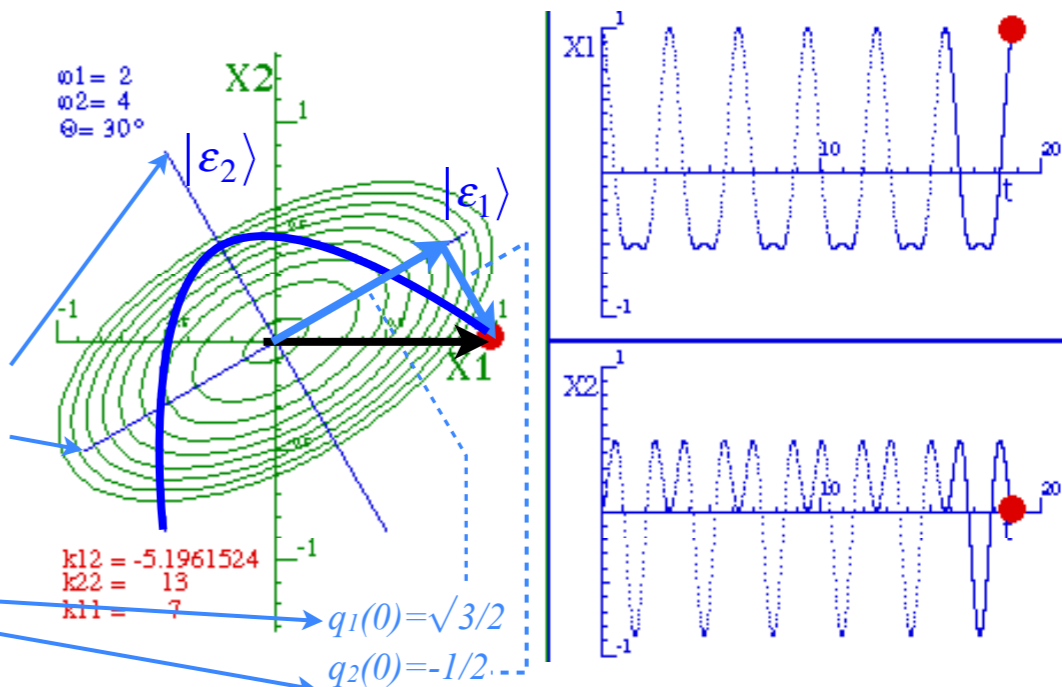 ω1= 2
ω2= 4
Θ= 30°
X2
1
|ε₂⟩
|ε₁⟩
-1
1
X1
-1
k12 = -5.1961524
k22 = 13
k11 = 7
q₁(0)=√3/2
q₂(0)=-1/2
X1
1
10
20
t
-1
X2
1
10
20
t
-1